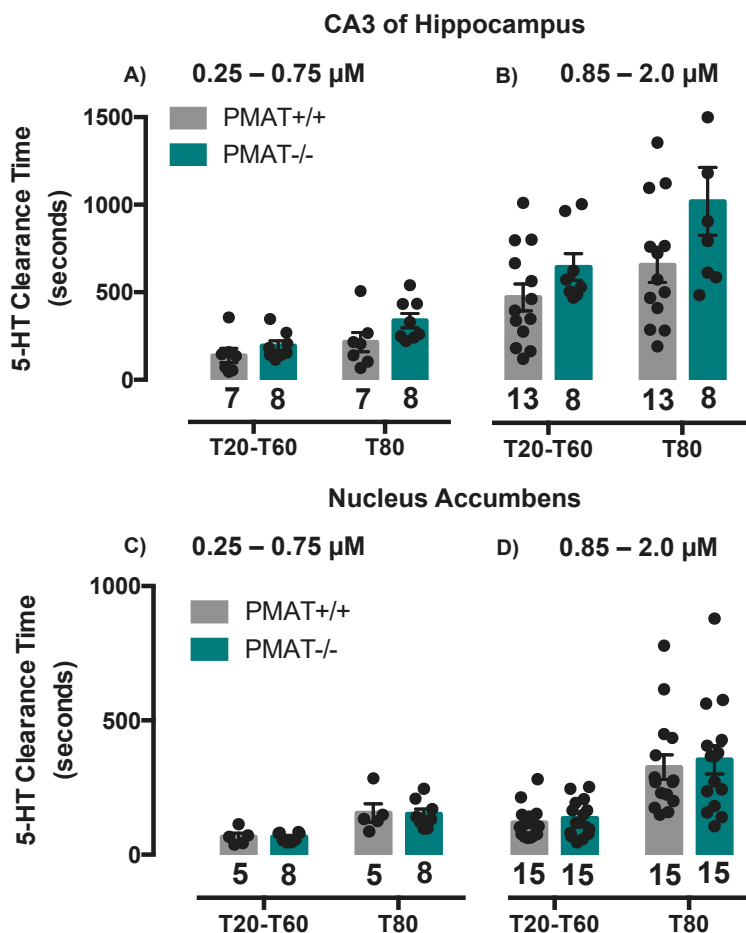 CA3 of Hippocampus
A) 0.25 – 0.75 µM
B) 0.85 – 2.0 µM
PMAT+/+
PMAT-/-
5-HT Clearance Time
(seconds)
1500
1000
500
0
7 8 7 8 13 8 13 8
T20-T60 T80 T20-T60 T80
Nucleus Accumbens
C) 0.25 – 0.75 µM
D) 0.85 – 2.0 µM
PMAT+/+
PMAT-/-
5-HT Clearance Time
(seconds)
1000
500
0
5 8 5 8 15 15 15 15
T20-T60 T80 T20-T60 T80